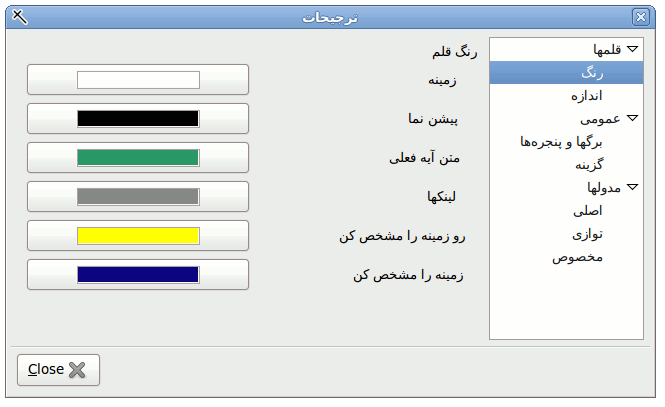 ترجیحات
قلمها
رنگ
اندازه
عمومی
برگها و پنجره‌ها
گزینه
مدولها
اصلی
توازی
مخصوص
رنگ قلم
زمینه
پیشن نما
متن آیه فعلی
لینکها
رو زمینه را مشخص کن
زمینه را مشخص کن
Close